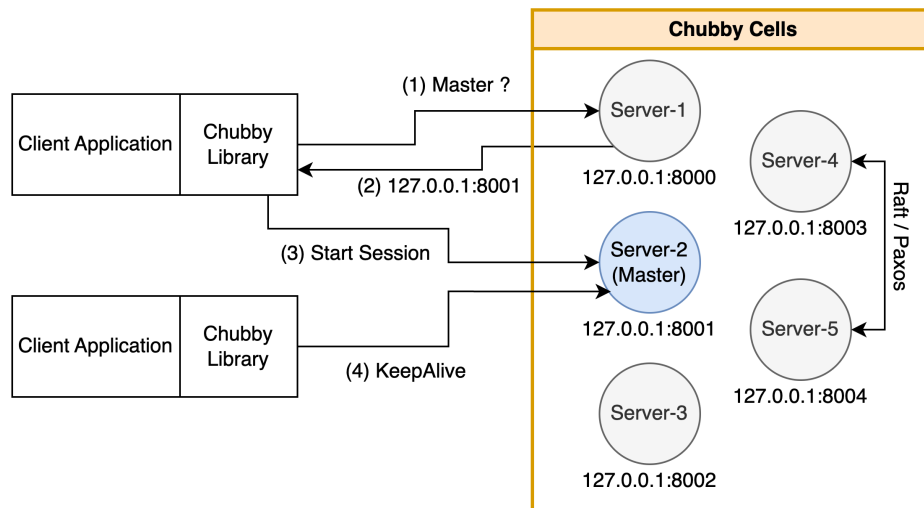 Chubby Cells
(1) Master ?
Client Application
Chubby
Library
(2) 127.0.0.1:8001
(3) Start Session
Client Application
Chubby
Library
(4) KeepAlive
Server-1
127.0.0.1:8000
Server-2
(Master)
127.0.0.1:8001
Server-3
127.0.0.1:8002
Server-4
127.0.0.1:8003
Server-5
127.0.0.1:8004
Raft / Paxos